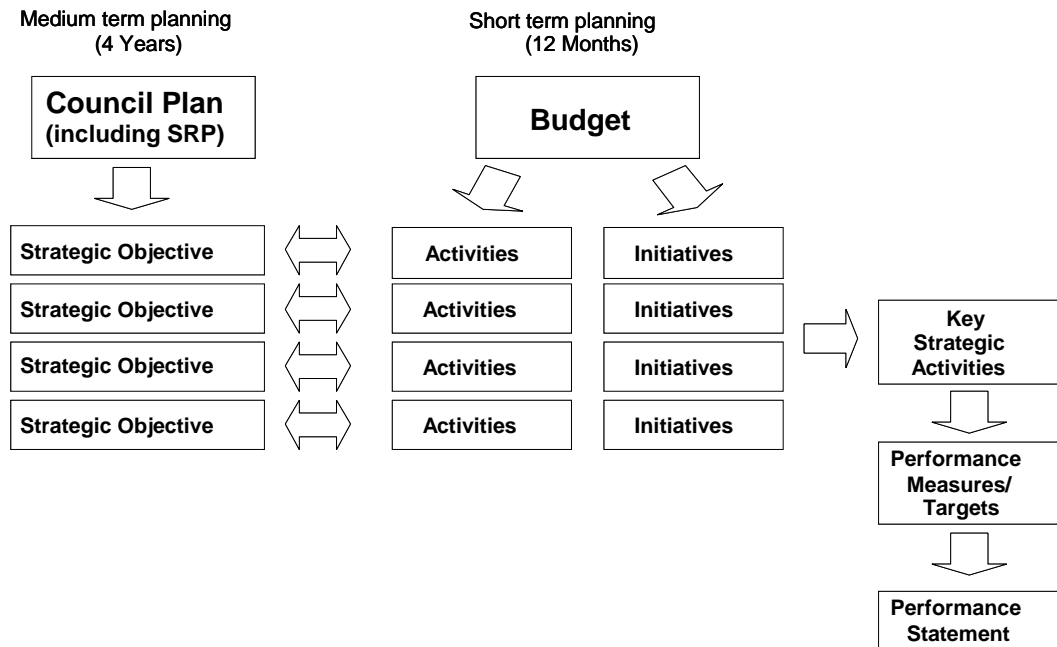 Medium term planning
(4 Years)
Short term planning
(12 Months)
Council Plan
(including SRP)
Budget
Strategic Objective
Activities
Initiatives
Strategic Objective
Activities
Initiatives
Strategic Objective
Activities
Initiatives
Strategic Objective
Activities
Initiatives
Key
Strategic
Activities
Performance
Measures/
Targets
Performance
Statement